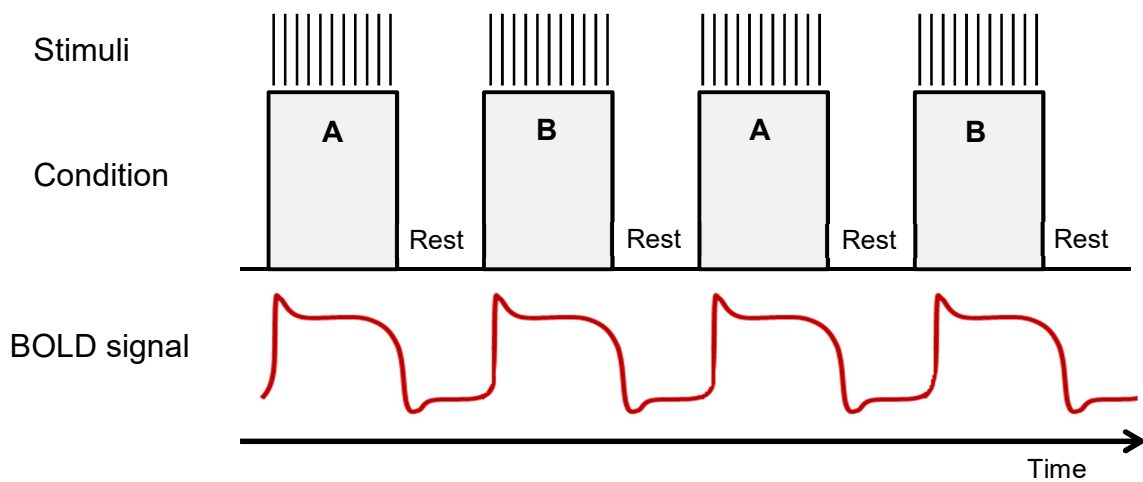 Stimuli
A
B
A
B
Condition
Rest
Rest
Rest
Rest
BOLD signal
Time